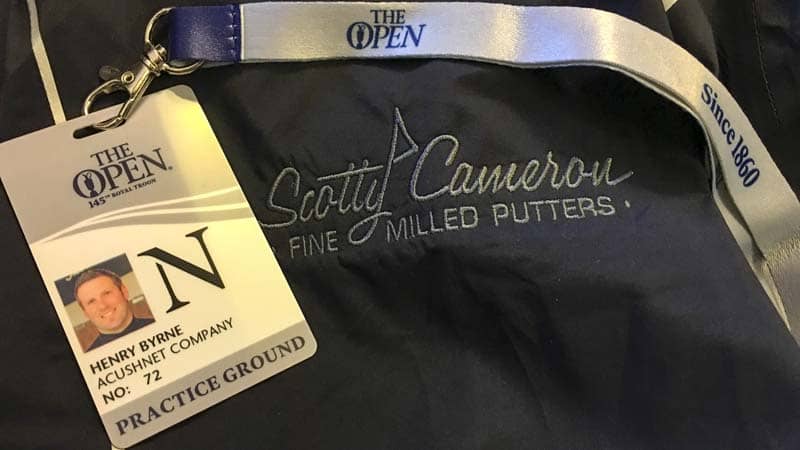 THE
OPEN
Since 1860
THE
OPEN®
145TH ROYAL TROON
N
HENRY BYRNE
ACUSHNET COMPANY
NO: 72
PRACTICE GROUND
Scotty Cameron
• FINE MILLED PUTTERS •